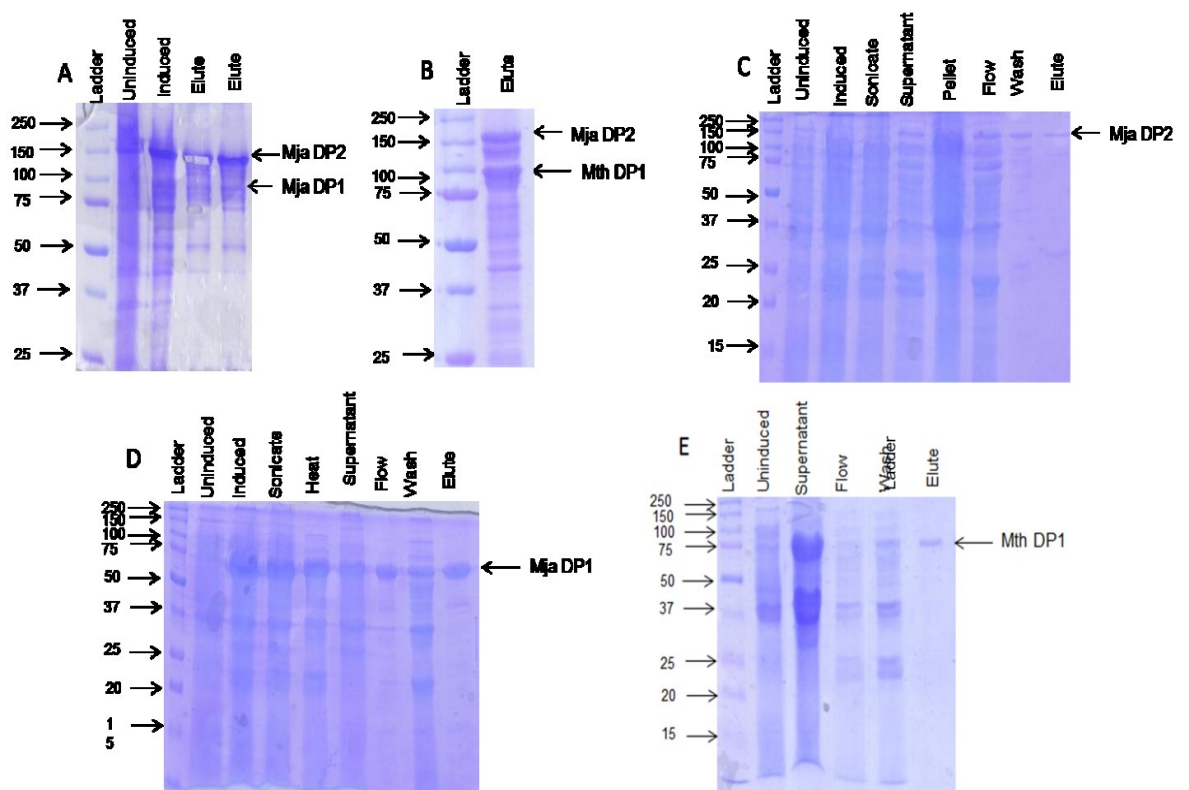 A
Ladder
Uninduced
Induced
Elute
Elute
250
150
100
75
50
37
25
Mja DP2
Mja DP1
B
Ladder
Elute
250
150
100
75
50
37
25
Mja DP2
Mth DP1
C
Ladder
Uninduced
Induced
Sonicate
Supernatant
Pellet
Flow
Wash
Elute
250
150
100
75
50
37
25
20
15
Mja DP2
D
Ladder
Uninduced
Induced
Sonicate
Heat
Supernatant
Flow
Wash
Elute
250
150
100
75
50
37
25
20
1
5
Mja DP1
E
Ladder
Uninduced
Supernatant
Flow
Wash
Ladder
Elute
250
150
100
75
50
37
25
20
15
Mth DP1